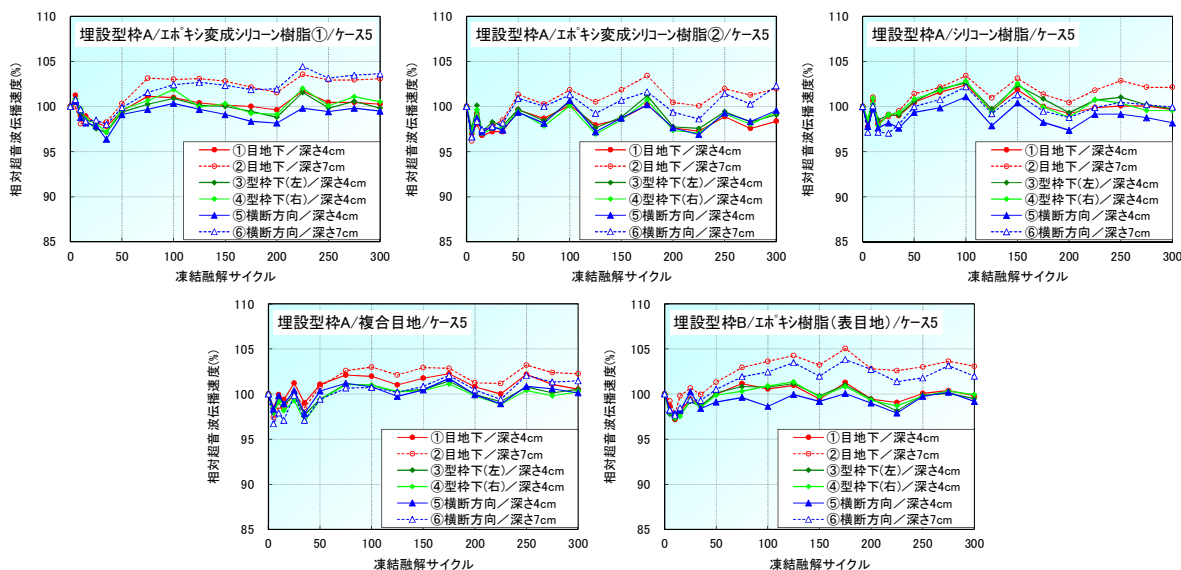 埋設型枠A/エポキシ変成シリコーン樹脂①/ケース5
相対超音波伝播速度(%)
110
105
100
95
90
85
①目地下/深さ4cm
②目地下/深さ7cm
③型枠下(左)/深さ4cm
④型枠下(右)/深さ4cm
⑤横断方向/深さ4cm
⑥横断方向/深さ7cm
0 50 100 150 200 250 300
凍結融解サイクル
埋設型枠A/エポキシ変成シリコーン樹脂②/ケース5
相対超音波伝播速度(%)
110
105
100
95
90
85
①目地下/深さ4cm
②目地下/深さ7cm
③型枠下(左)/深さ4cm
④型枠下(右)/深さ4cm
⑤横断方向/深さ4cm
⑥横断方向/深さ7cm
0 50 100 150 200 250 300
凍結融解サイクル
埋設型枠A/シリコーン樹脂/ケース5
相対超音波伝播速度(%)
110
105
100
95
90
85
①目地下/深さ4cm
②目地下/深さ7cm
③型枠下(左)/深さ4cm
④型枠下(右)/深さ4cm
⑤横断方向/深さ4cm
⑥横断方向/深さ7cm
0 50 100 150 200 250 300
凍結融解サイクル
埋設型枠A/複合目地/ケース5
相対超音波伝播速度(%)
110
105
100
95
90
85
①目地下/深さ4cm
②目地下/深さ7cm
③型枠下(左)/深さ4cm
④型枠下(右)/深さ4cm
⑤横断方向/深さ4cm
⑥横断方向/深さ7cm
0 50 100 150 200 250 300
凍結融解サイクル
埋設型枠B/エポキシ樹脂(表目地)/ケース5
相対超音波伝播速度(%)
110
105
100
95
90
85
①目地下/深さ4cm
②目地下/深さ7cm
③型枠下(左)/深さ4cm
④型枠下(右)/深さ4cm
⑤横断方向/深さ4cm
⑥横断方向/深さ7cm
0 50 100 150 200 250 300
凍結融解サイクル